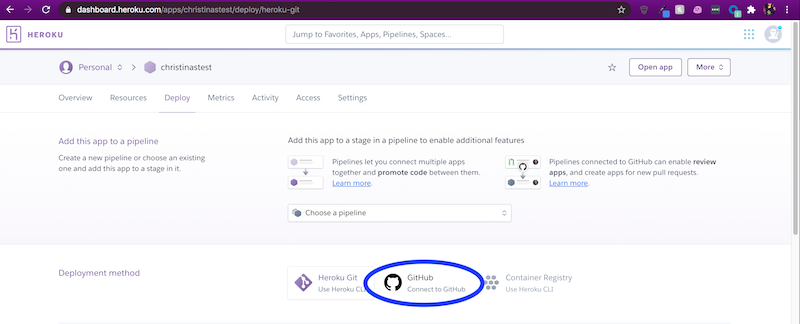 dashboard.heroku.com/apps/christinastest/deploy/heroku-git
HEROKU
Jump to Favorites, Apps, Pipelines, Spaces...
Personal
christinastest
Open app
More
Overview Resources Deploy Metrics Activity Access Settings
Add this app to a pipeline
Create a new pipeline or choose an existing
one and add this app to a stage in it.
Add this app to a stage in a pipeline to enable additional features
Pipelines let you connect multiple apps
together and promote code between them.
Learn more.
Pipelines connected to GitHub can enable review
apps, and create apps for new pull requests.
Learn more.
Choose a pipeline
Deployment method
Heroku Git
Use Heroku CLI
GitHub
Connect to GitHub
Container Registry
Use Heroku CLI